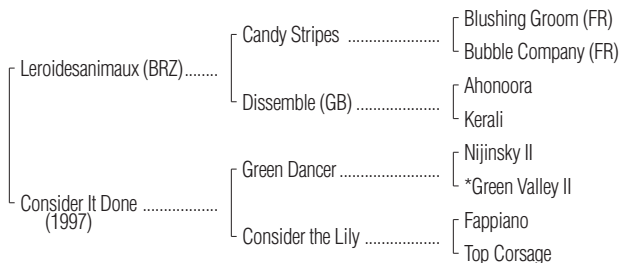 Blushing Groom (FR)
Candy Stripes ......................
Bubble Company (FR)
Leroidesanimaux (BRZ)........
Ahonoora
Dissemble (GB) ....................
Kerali
Nijinsky II
Green Dancer ........................
*Green Valley II
Consider It Done ..................
(1997)
Fappiano
Consider the Lily ..................
Top Corsage